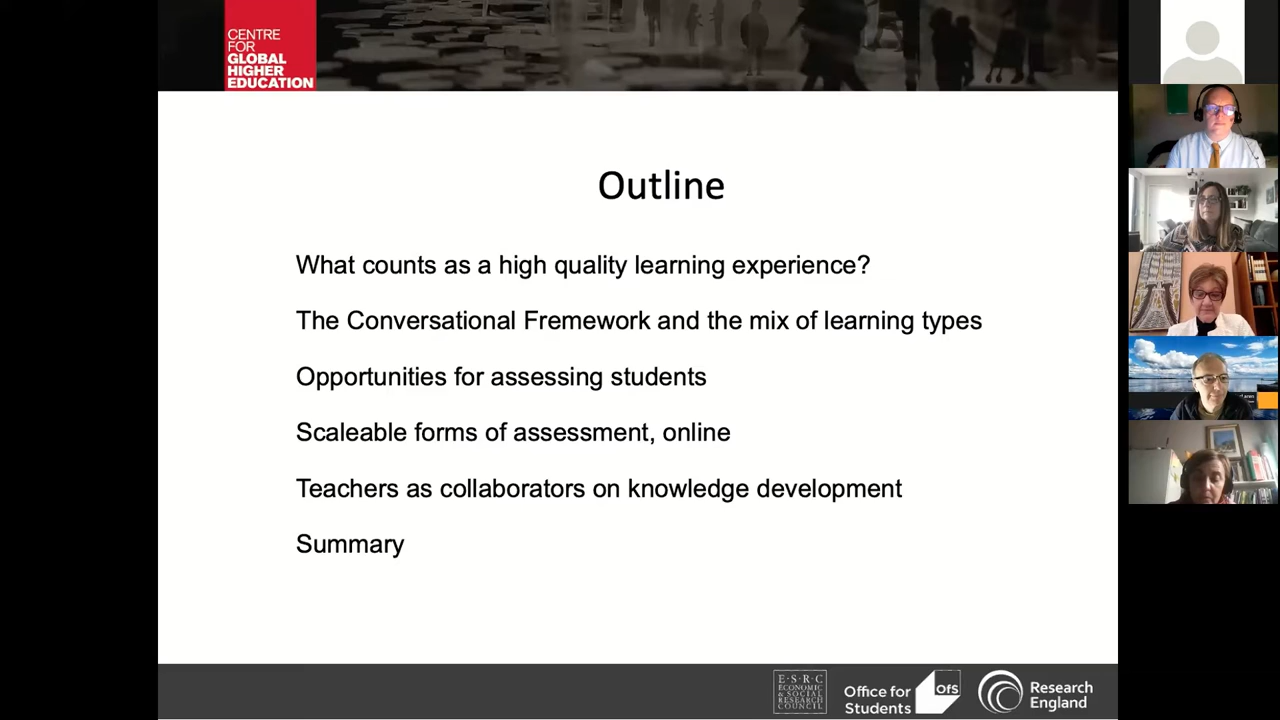 CENTRE
FOR
GLOBAL
HIGHER
EDUCATION
Outline
What counts as a high quality learning experience?
The Conversational Fremework and the mix of learning types
Opportunities for assessing students
Scaleable forms of assessment, online
Teachers as collaborators on knowledge development
Summary
E·S·R·C
ECONOMIC
& SOCIAL
RESEARCH
COUNCIL
Office for
Students
OfS
Research
England